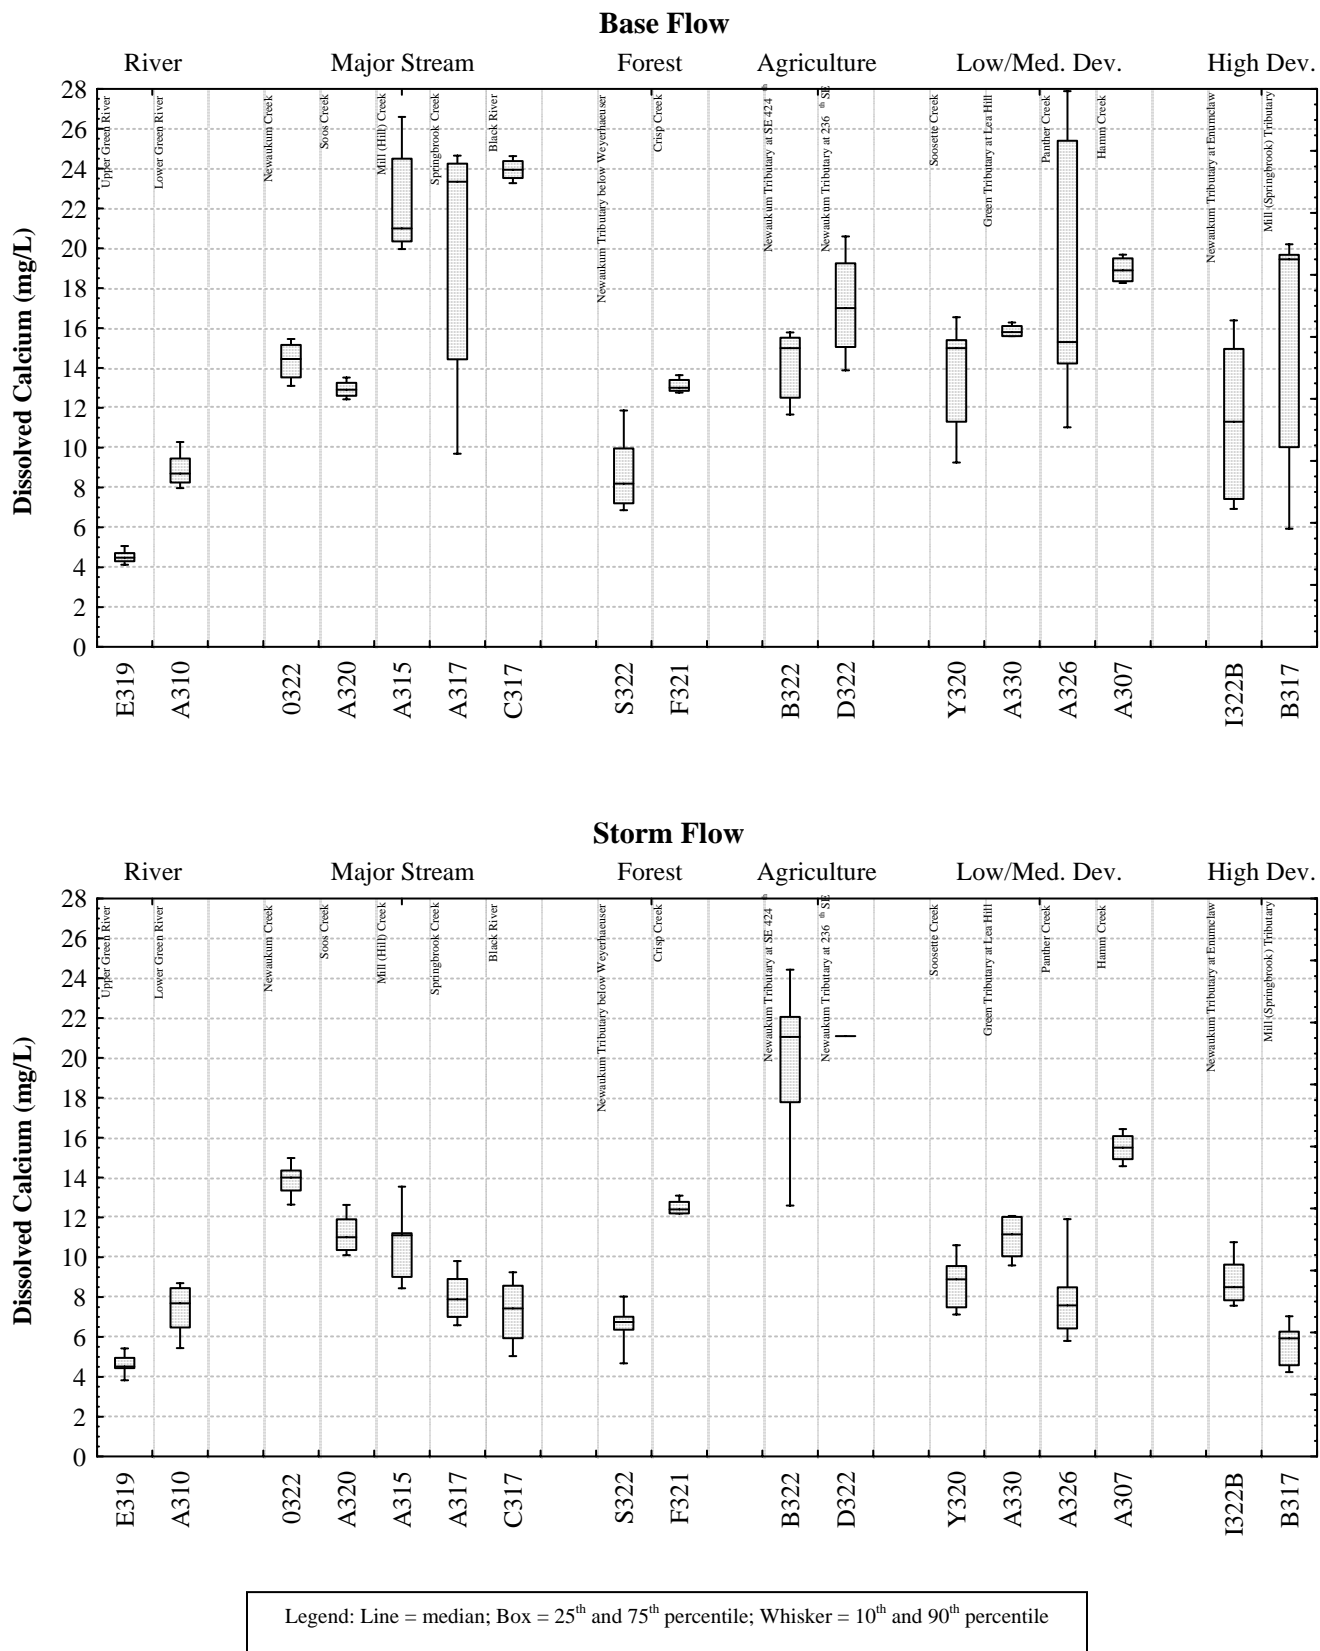 Base Flow
River Major Stream Forest Agriculture Low/Med. Dev. High Dev.
Dissolved Calcium (mg/L)
28
26
24
22
20
18
16
14
12
10
8
6
4
2
0
Upper Green River
Lower Green River
Newaukum Creek
Soos Creek
Mill (Hill) Creek
Springbrook Creek
Black River
Newaukum Tributary below Weyerhaeuser
Crisp Creek
Newaukum Tributary at SE 424 th
Newaukum Tributary at 236 th SE
Soosette Creek
Green Tributary at Lea Hill
Panther Creek
Hamm Creek
Newaukum Tributary at Enumclaw
Mill (Springbrook) Tributary
E319
A310
0322
A320
A315
A317
C317
S322
F321
B322
D322
Y320
A330
A326
A307
I322B
B317
Storm Flow
River Major Stream Forest Agriculture Low/Med. Dev. High Dev.
Dissolved Calcium (mg/L)
28
26
24
22
20
18
16
14
12
10
8
6
4
2
0
Upper Green River
Lower Green River
Newaukum Creek
Soos Creek
Mill (Hill) Creek
Springbrook Creek
Black River
Newaukum Tributary below Weyerhaeuser
Crisp Creek
Newaukum Tributary at SE 424 th
Newaukum Tributary at 236 th SE
Soosette Creek
Green Tributary at Lea Hill
Panther Creek
Hamm Creek
Newaukum Tributary at Enumclaw
Mill (Springbrook) Tributary
E319
A310
0322
A320
A315
A317
C317
S322
F321
B322
D322
Y320
A330
A326
A307
I322B
B317
Legend: Line = median; Box = 25th and 75th percentile; Whisker = 10th and 90th percentile